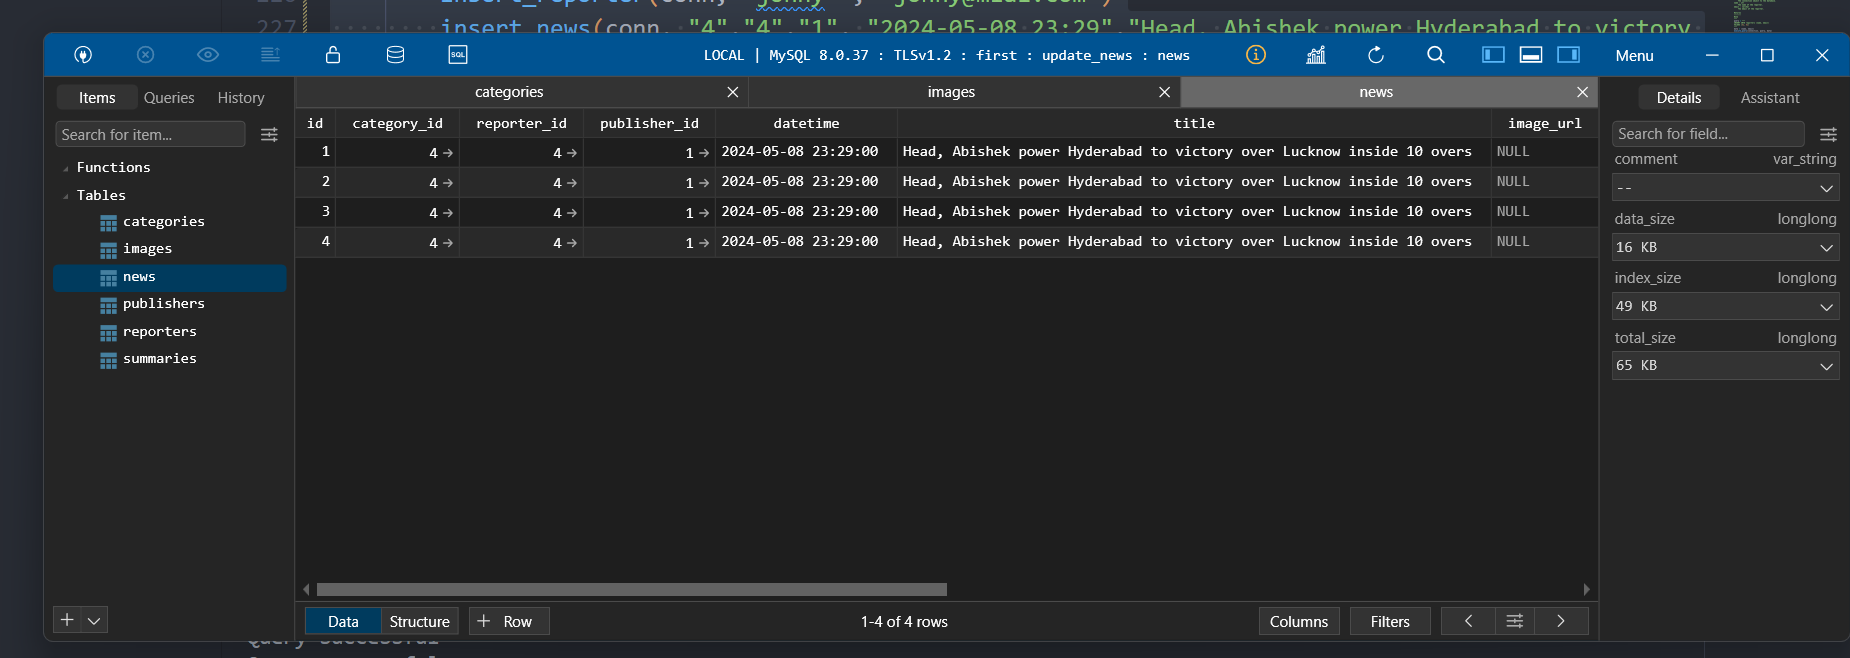 227 insert_news(conn, "4","4","1", "2024-05-08 23:29","Head, Abishek power Hyderabad to victory
SQL LOCAL | MySQL 8.0.37 : TLSv1.2 : first : update_news : news Menu
Items Queries History categories images news Details Assistant
Search for item... id category_id reporter_id publisher_id datetime title image_url Search for field...
Functions 1 4 → 4 → 1 → 2024-05-08 23:29:00 Head, Abishek power Hyderabad to victory over Lucknow inside 10 overs NULL comment var_string
Tables 2 4 → 4 → 1 → 2024-05-08 23:29:00 Head, Abishek power Hyderabad to victory over Lucknow inside 10 overs NULL --
categories 3 4 → 4 → 1 → 2024-05-08 23:29:00 Head, Abishek power Hyderabad to victory over Lucknow inside 10 overs NULL data_size longlong
images 4 4 → 4 → 1 → 2024-05-08 23:29:00 Head, Abishek power Hyderabad to victory over Lucknow inside 10 overs NULL 16 KB
news index_size longlong
publishers 49 KB
reporters total_size longlong
summaries 65 KB
Data Structure + Row 1-4 of 4 rows Columns Filters